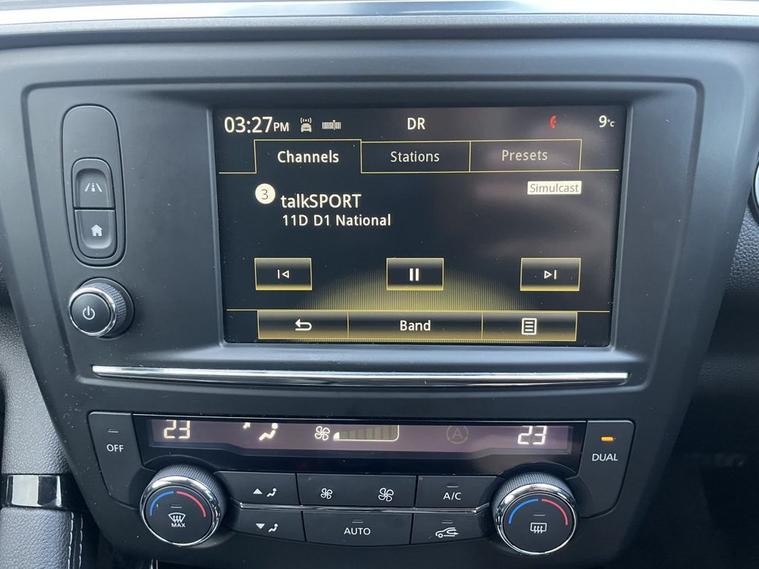 03:27PM DR 9°C
Channels Stations Presets
3 talkSPORT Simulcast
11D D1 National
Band
23 A 23
OFF DUAL
A/C
MAX AUTO